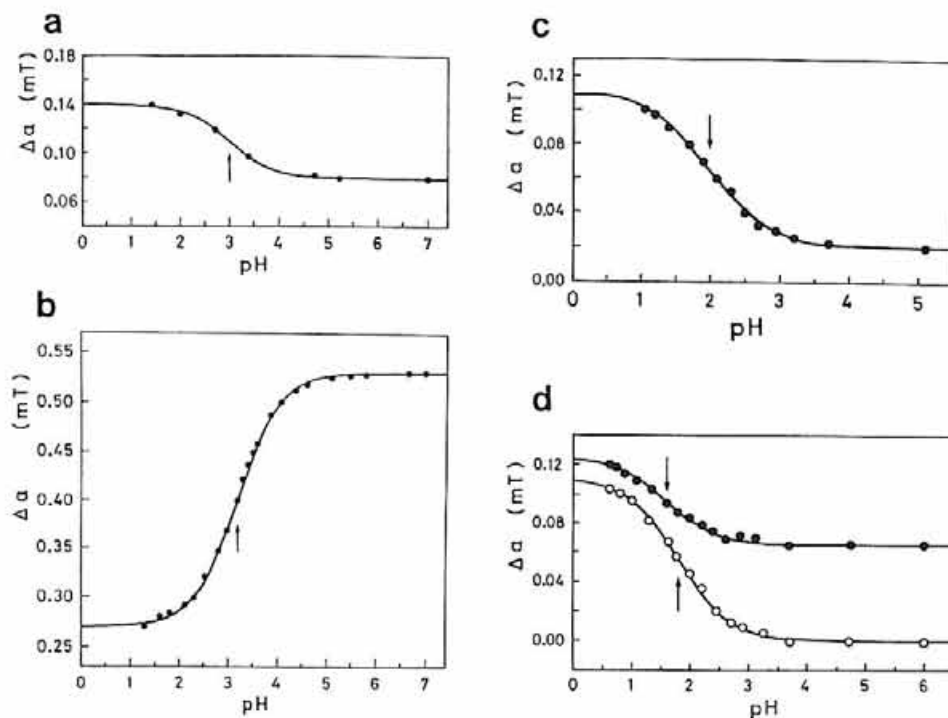 a
0.18
0.14
0.10
0.06
Δa (mT)
0 1 2 3 4 5 6 7
pH
b
0.55
0.50
0.45
0.40
0.35
0.30
0.25
Δa (mT)
0 1 2 3 4 5 6 7
pH
c
0.12
0.08
0.04
0.00
Δa (mT)
0 1 2 3 4 5
pH
d
0.12
0.08
0.04
0.00
Δa (mT)
0 1 2 3 4 5 6
pH